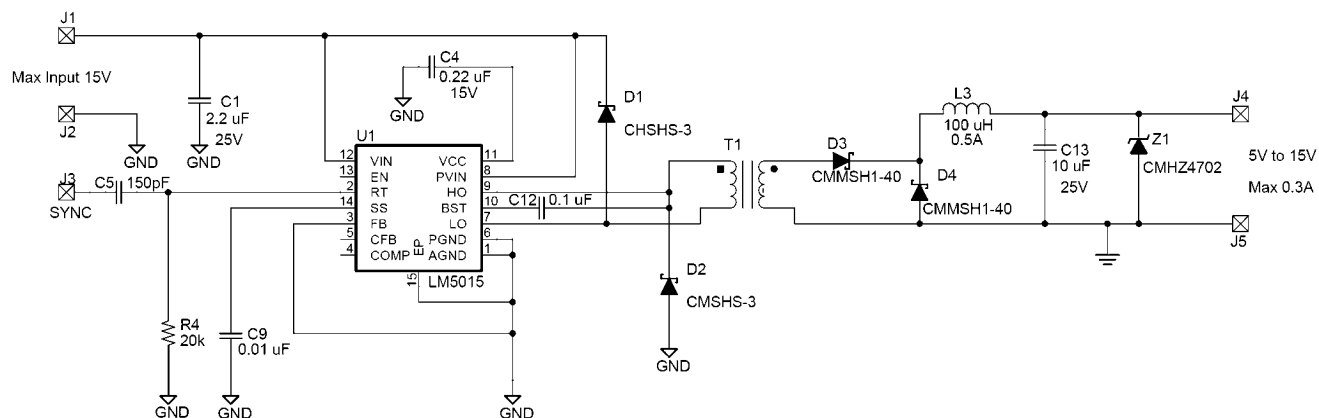 J1
Max Input 15V
J2
GND
J3
SYNC
C1
2.2 uF
25V
GND
C5 150pF
R4
20k
GND
C9
0.01 uF
GND
C4
0.22 uF
15V
GND
U1
12 VIN VCC 11
13 EN PVIN 8
2 RT HO 9
14 SS BST 10
3 FB LO 7
5 CFB PGND 6
4 COMP AGND 1
EP
15
LM5015
GND
C12 0.1 uF
D1
CHSHS-3
D2
CMSHS-3
GND
T1
D3
CMMSH1-40
D4
CMMSH1-40
L3
100 uH
0.5A
C13
10 uF
25V
Z1
CMHZ4702
J4
5V to 15V
Max 0.3A
J5